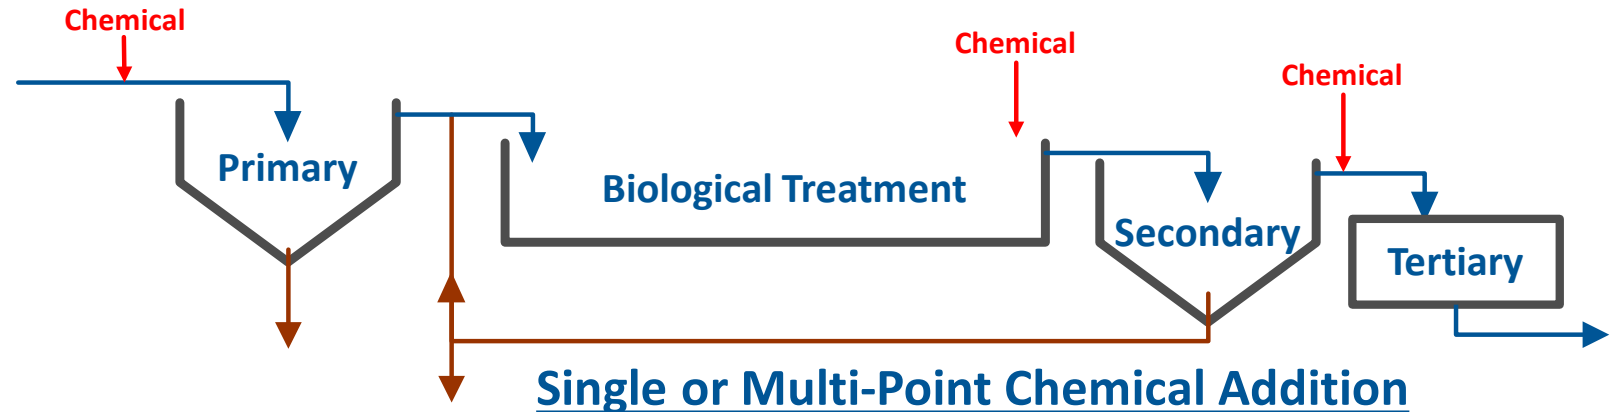 Chemical
Chemical
Chemical
Primary
Biological Treatment
Secondary
Tertiary
Single or Multi-Point Chemical Addition